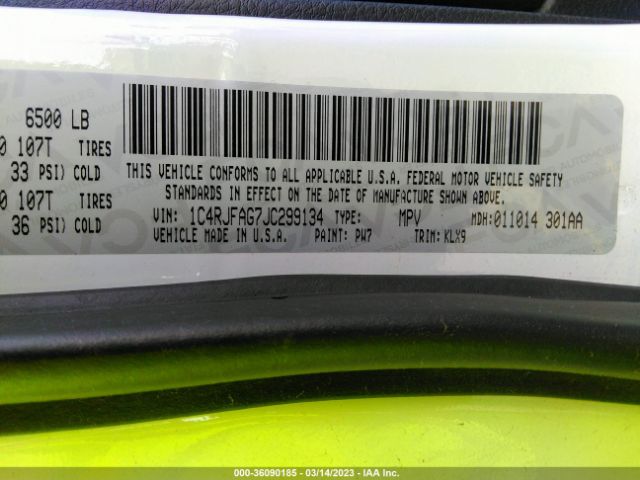 6500 LB
0 107T TIRES
33 PSI) COLD
0 107T TIRES
36 PSI) COLD
THIS VEHICLE CONFORMS TO ALL APPLICABLE U.S.A. FEDERAL MOTOR VEHICLE SAFETY
STANDARDS IN EFFECT ON THE DATE OF MANUFACTURE SHOWN ABOVE.
VIN: 1C4RJFAG7JC299134 TYPE: MPV MDH:011014 301AA
VEHICLE MADE IN U.S.A. PAINT: PW7 TRIM: KLX9
000-36090185 - 03/14/2023 - IAA Inc.